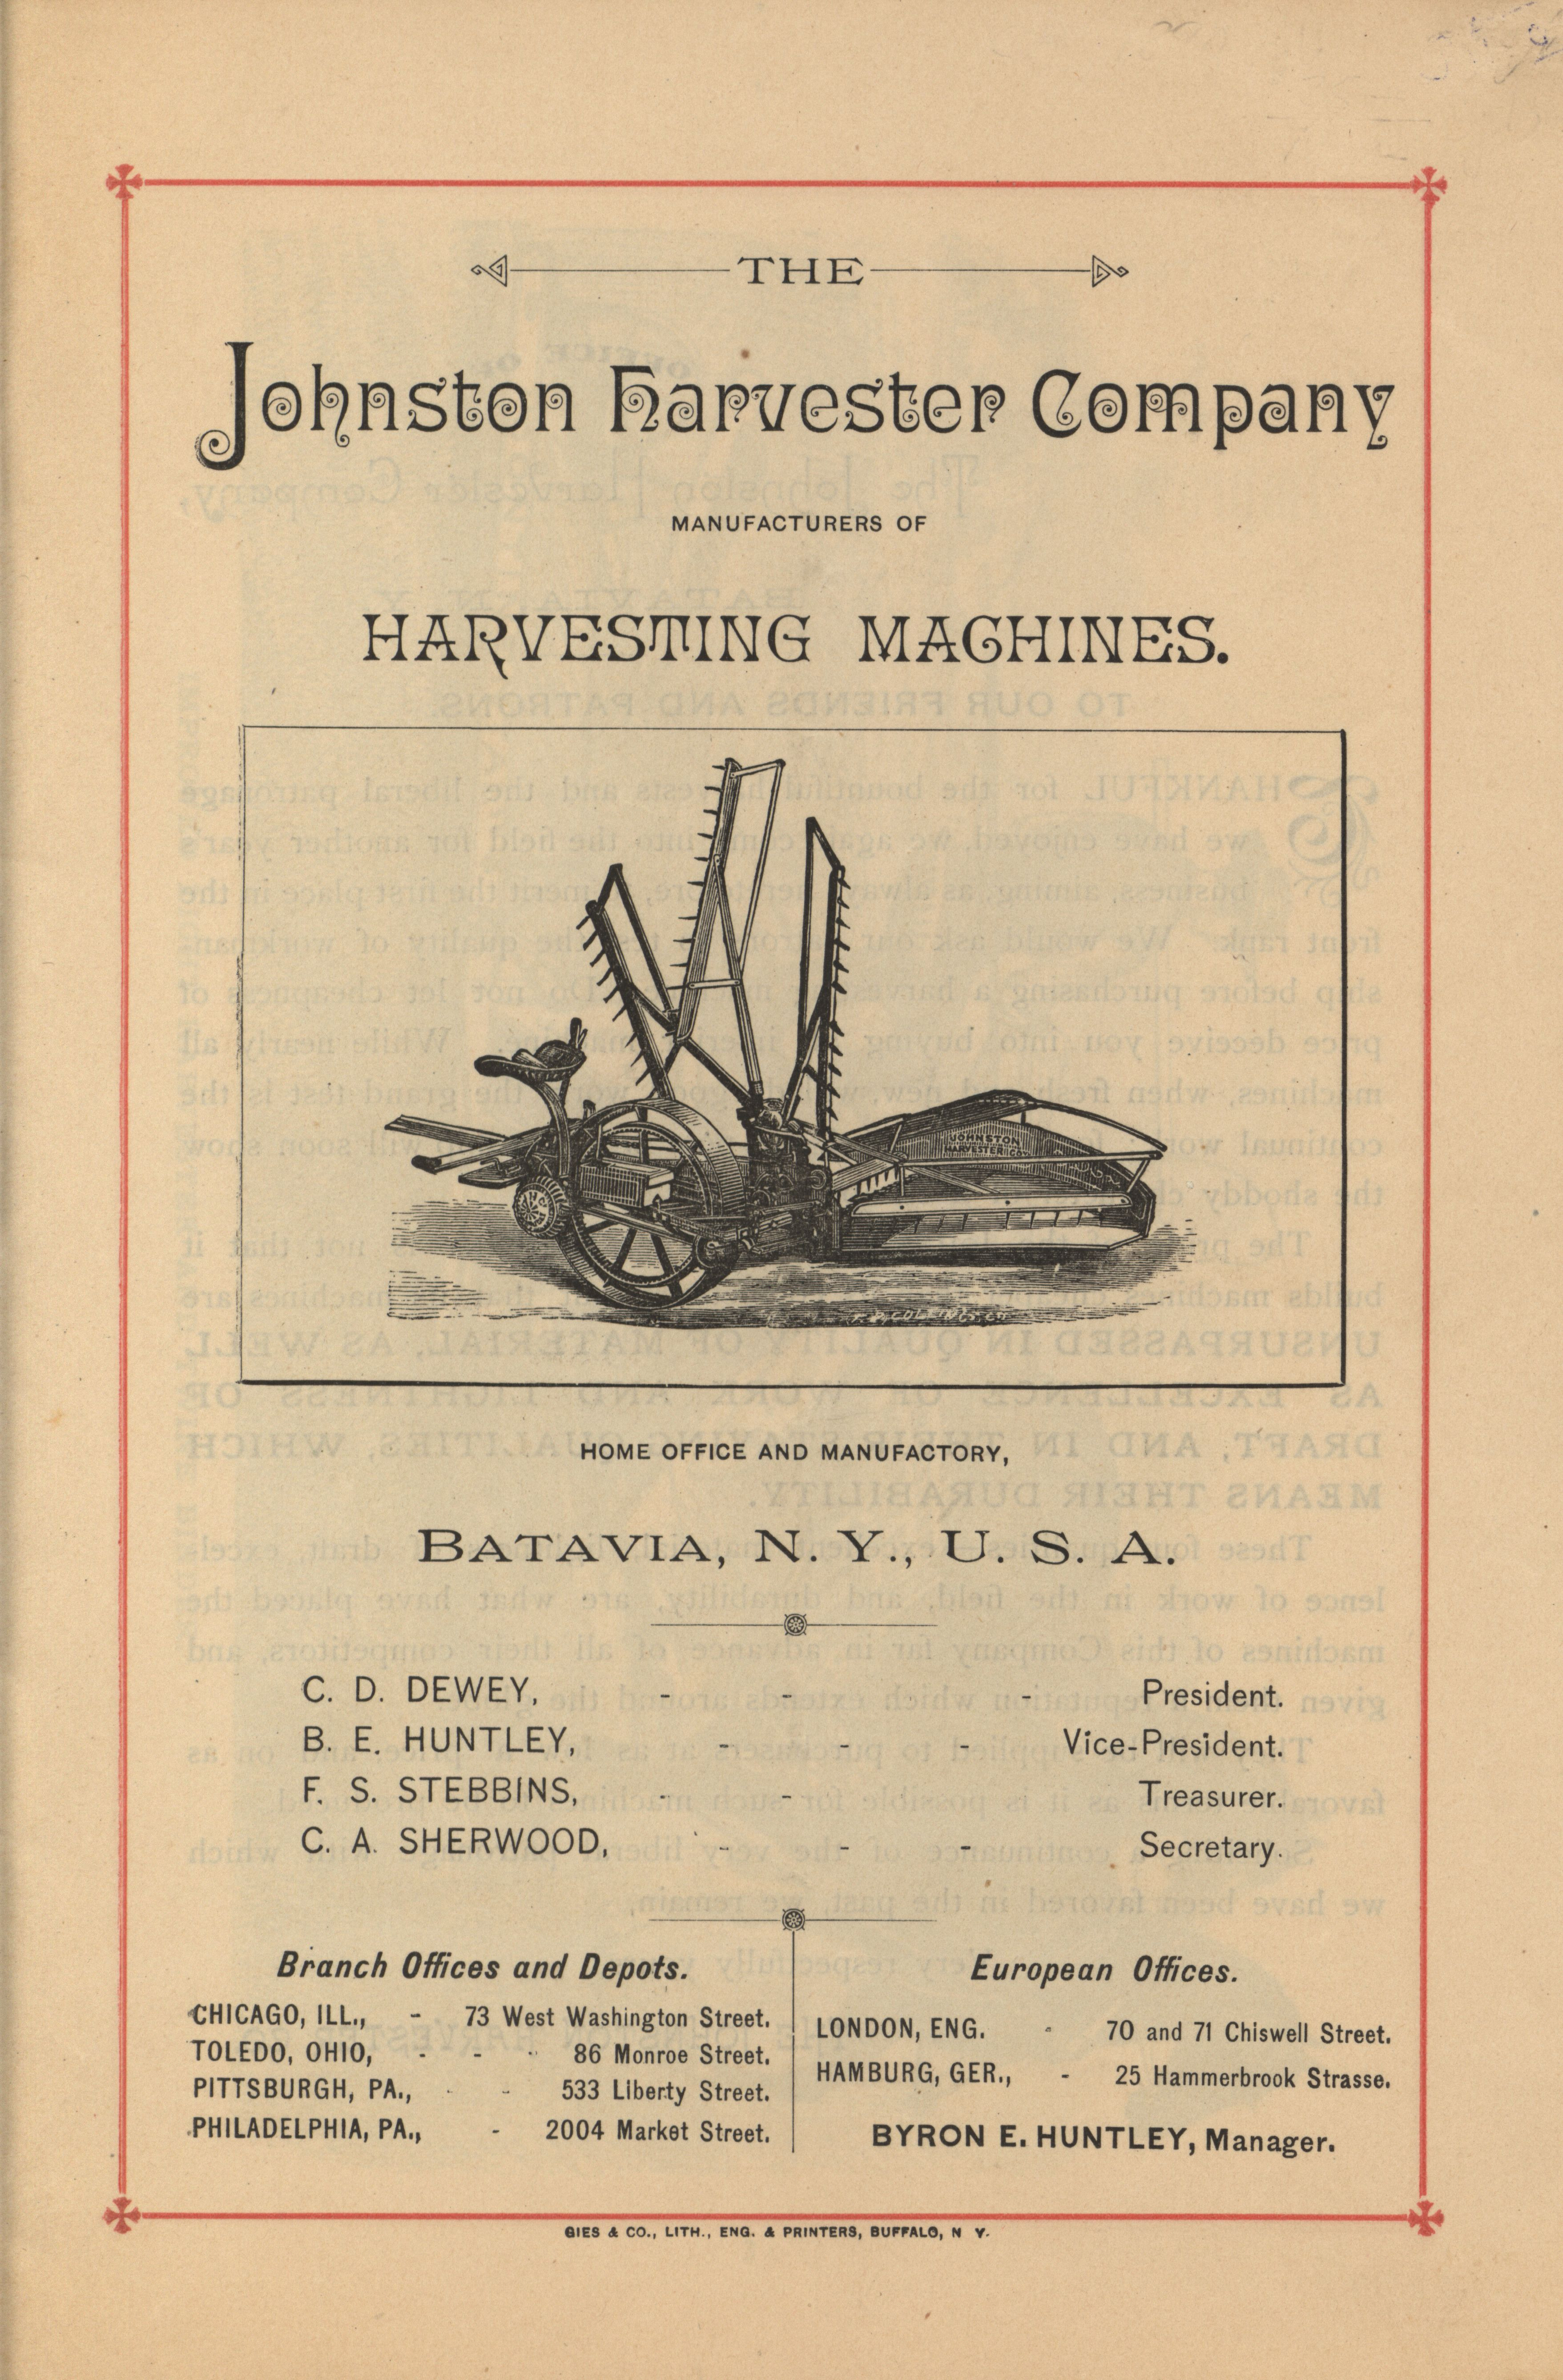 THE
Johnston Harvester Company
MANUFACTURERS OF
HARVESTING MACHINES.
JOHNSTON
HARVESTER CO.
HOME OFFICE AND MANUFACTORY,
BATAVIA, N. Y., U. S. A.
C. D. DEWEY, - - - President.
B. E. HUNTLEY, - - - Vice-President.
F. S. STEBBINS, - - Treasurer.
C. A. SHERWOOD, - - - Secretary.
Branch Offices and Depots.
CHICAGO, ILL., - 73 West Washington Street.
TOLEDO, OHIO, - - - 86 Monroe Street.
PITTSBURGH, PA., - - 533 Liberty Street.
PHILADELPHIA, PA., - 2004 Market Street.
European Offices.
LONDON, ENG. - 70 and 71 Chiswell Street.
HAMBURG, GER., - 25 Hammerbrook Strasse.
BYRON E. HUNTLEY, Manager.
GIES & CO., LITH., ENG. & PRINTERS, BUFFALO, N Y.